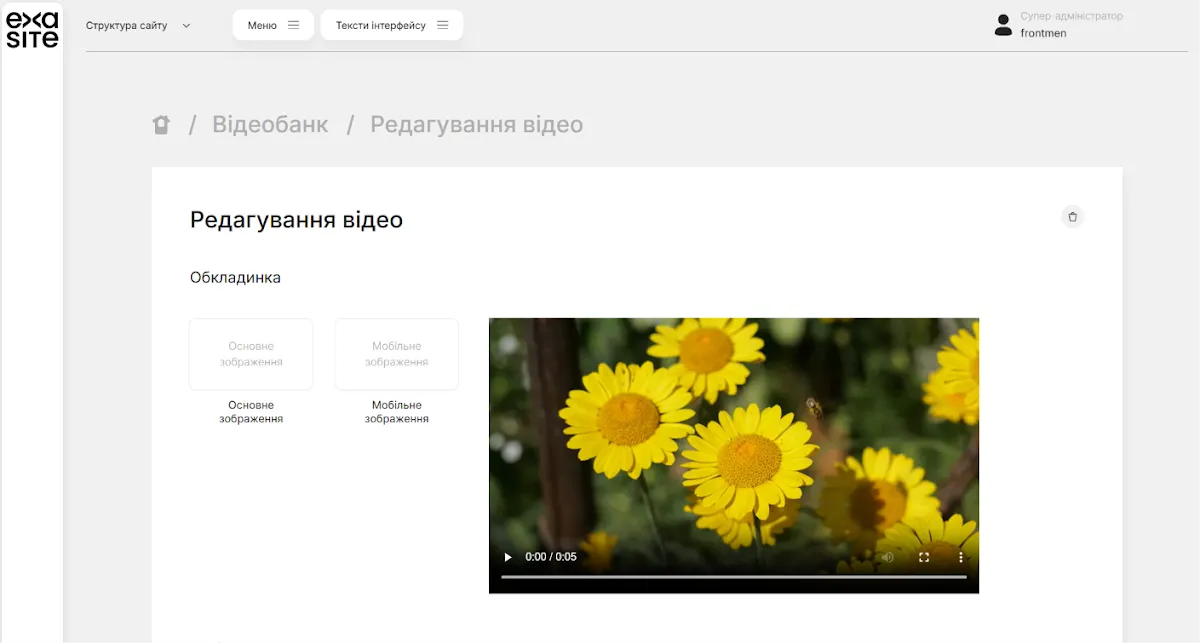 exa
site
Структура сайту
Меню
Тексти інтерфейсу
Супер-адміністратор
frontmen
/ Відеобанк / Редагування відео
Редагування відео
Обкладинка
Основне
зображення
Мобільне
зображення
Основне
зображення
Мобільне
зображення
0:00 / 0:05